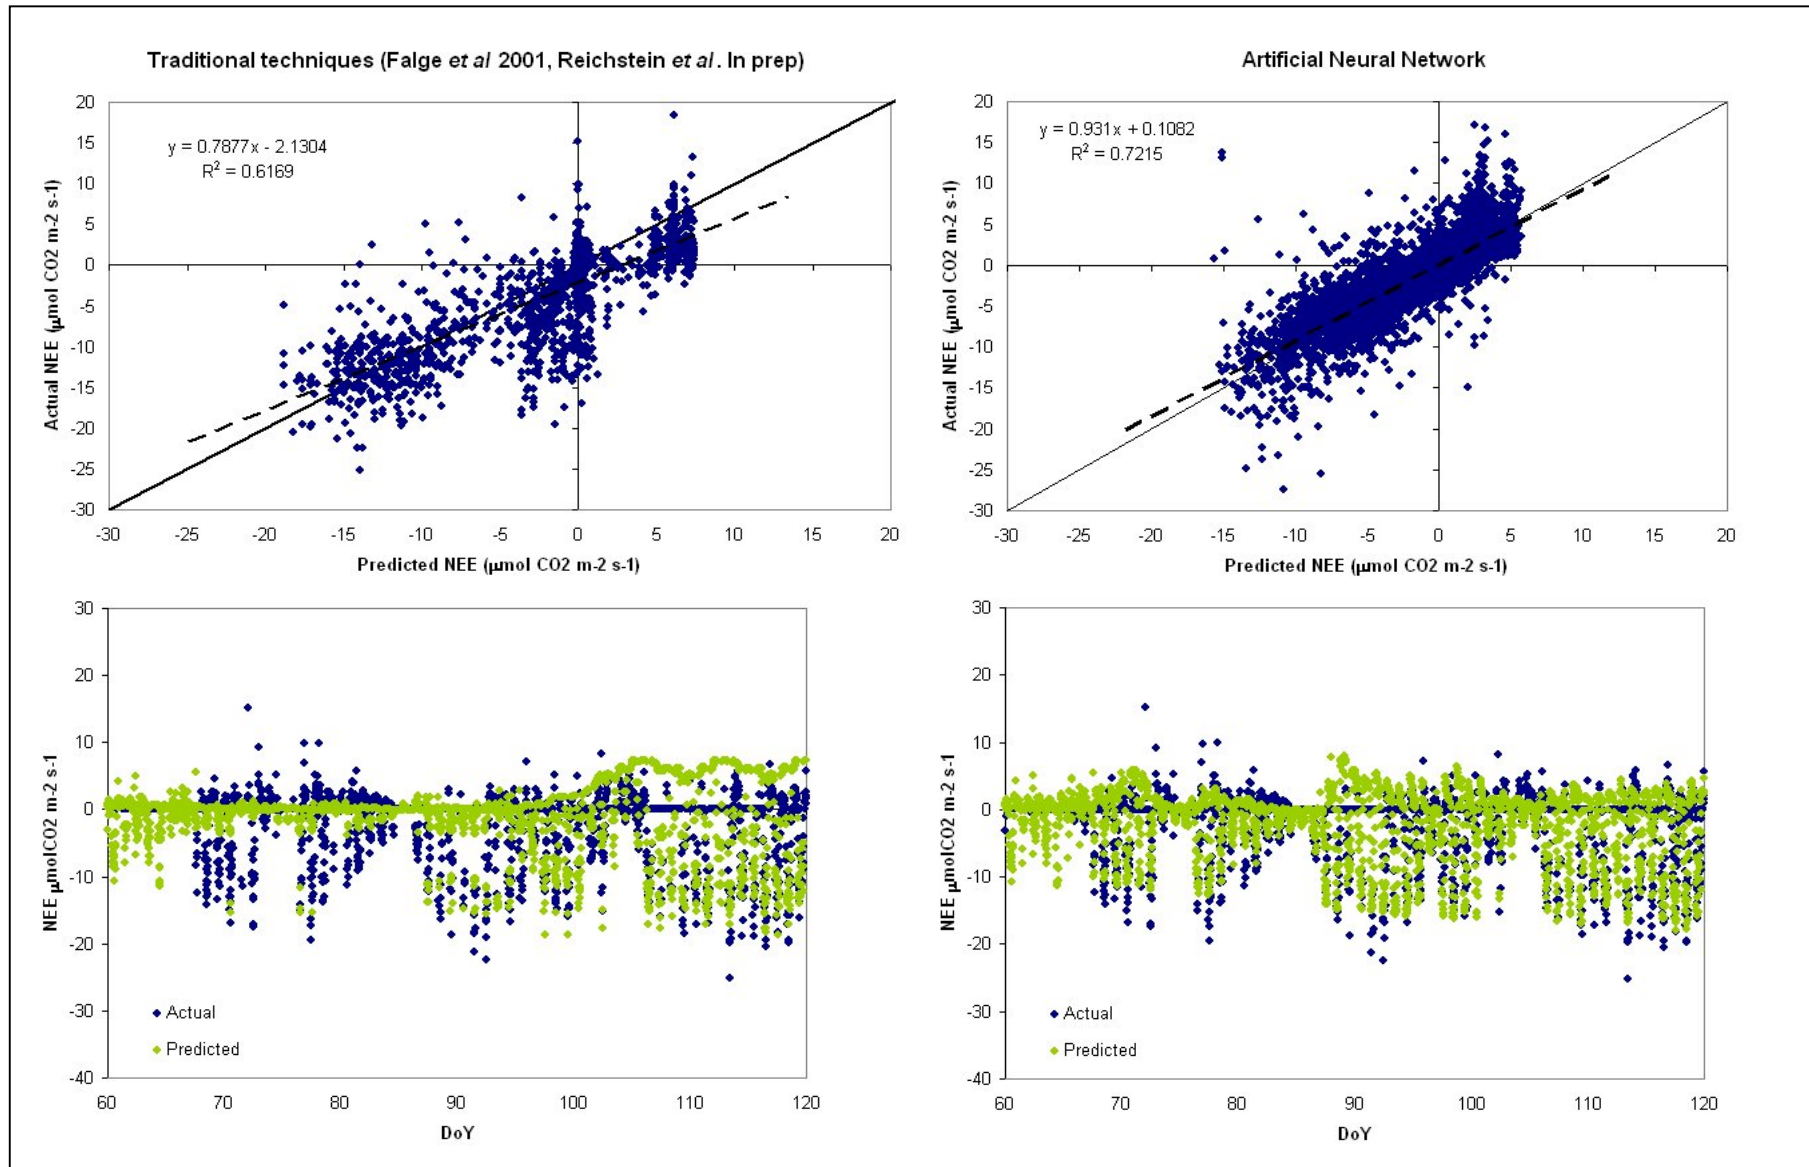 Traditional techniques (Falge et al 2001, Reichstein et al. In prep)
y = 0.7877x - 2.1304
R² = 0.6169
Actual NEE (µmol CO2 m-2 s-1)
20
15
10
5
0
-5
-10
-15
-20
-25
-30
-30 -25 -20 -15 -10 -5 0 5 10 15 20
Predicted NEE (µmol CO2 m-2 s-1)
Artificial Neural Network
y = 0.931x + 0.1082
R² = 0.7215
Actual NEE (µmol CO2 m-2 s-1)
20
15
10
5
0
-5
-10
-15
-20
-25
-30
-30 -25 -20 -15 -10 -5 0 5 10 15 20
Predicted NEE (µmol CO2 m-2 s-1)
NEE µmolCO2 m-2 s-1
30
20
10
0
-10
-20
-30
-40
Actual
Predicted
60 70 80 90 100 110 120
DoY
NEE µmolCO2 m-2 s-1
30
20
10
0
-10
-20
-30
-40
Actual
Predicted
60 70 80 90 100 110 120
DoY